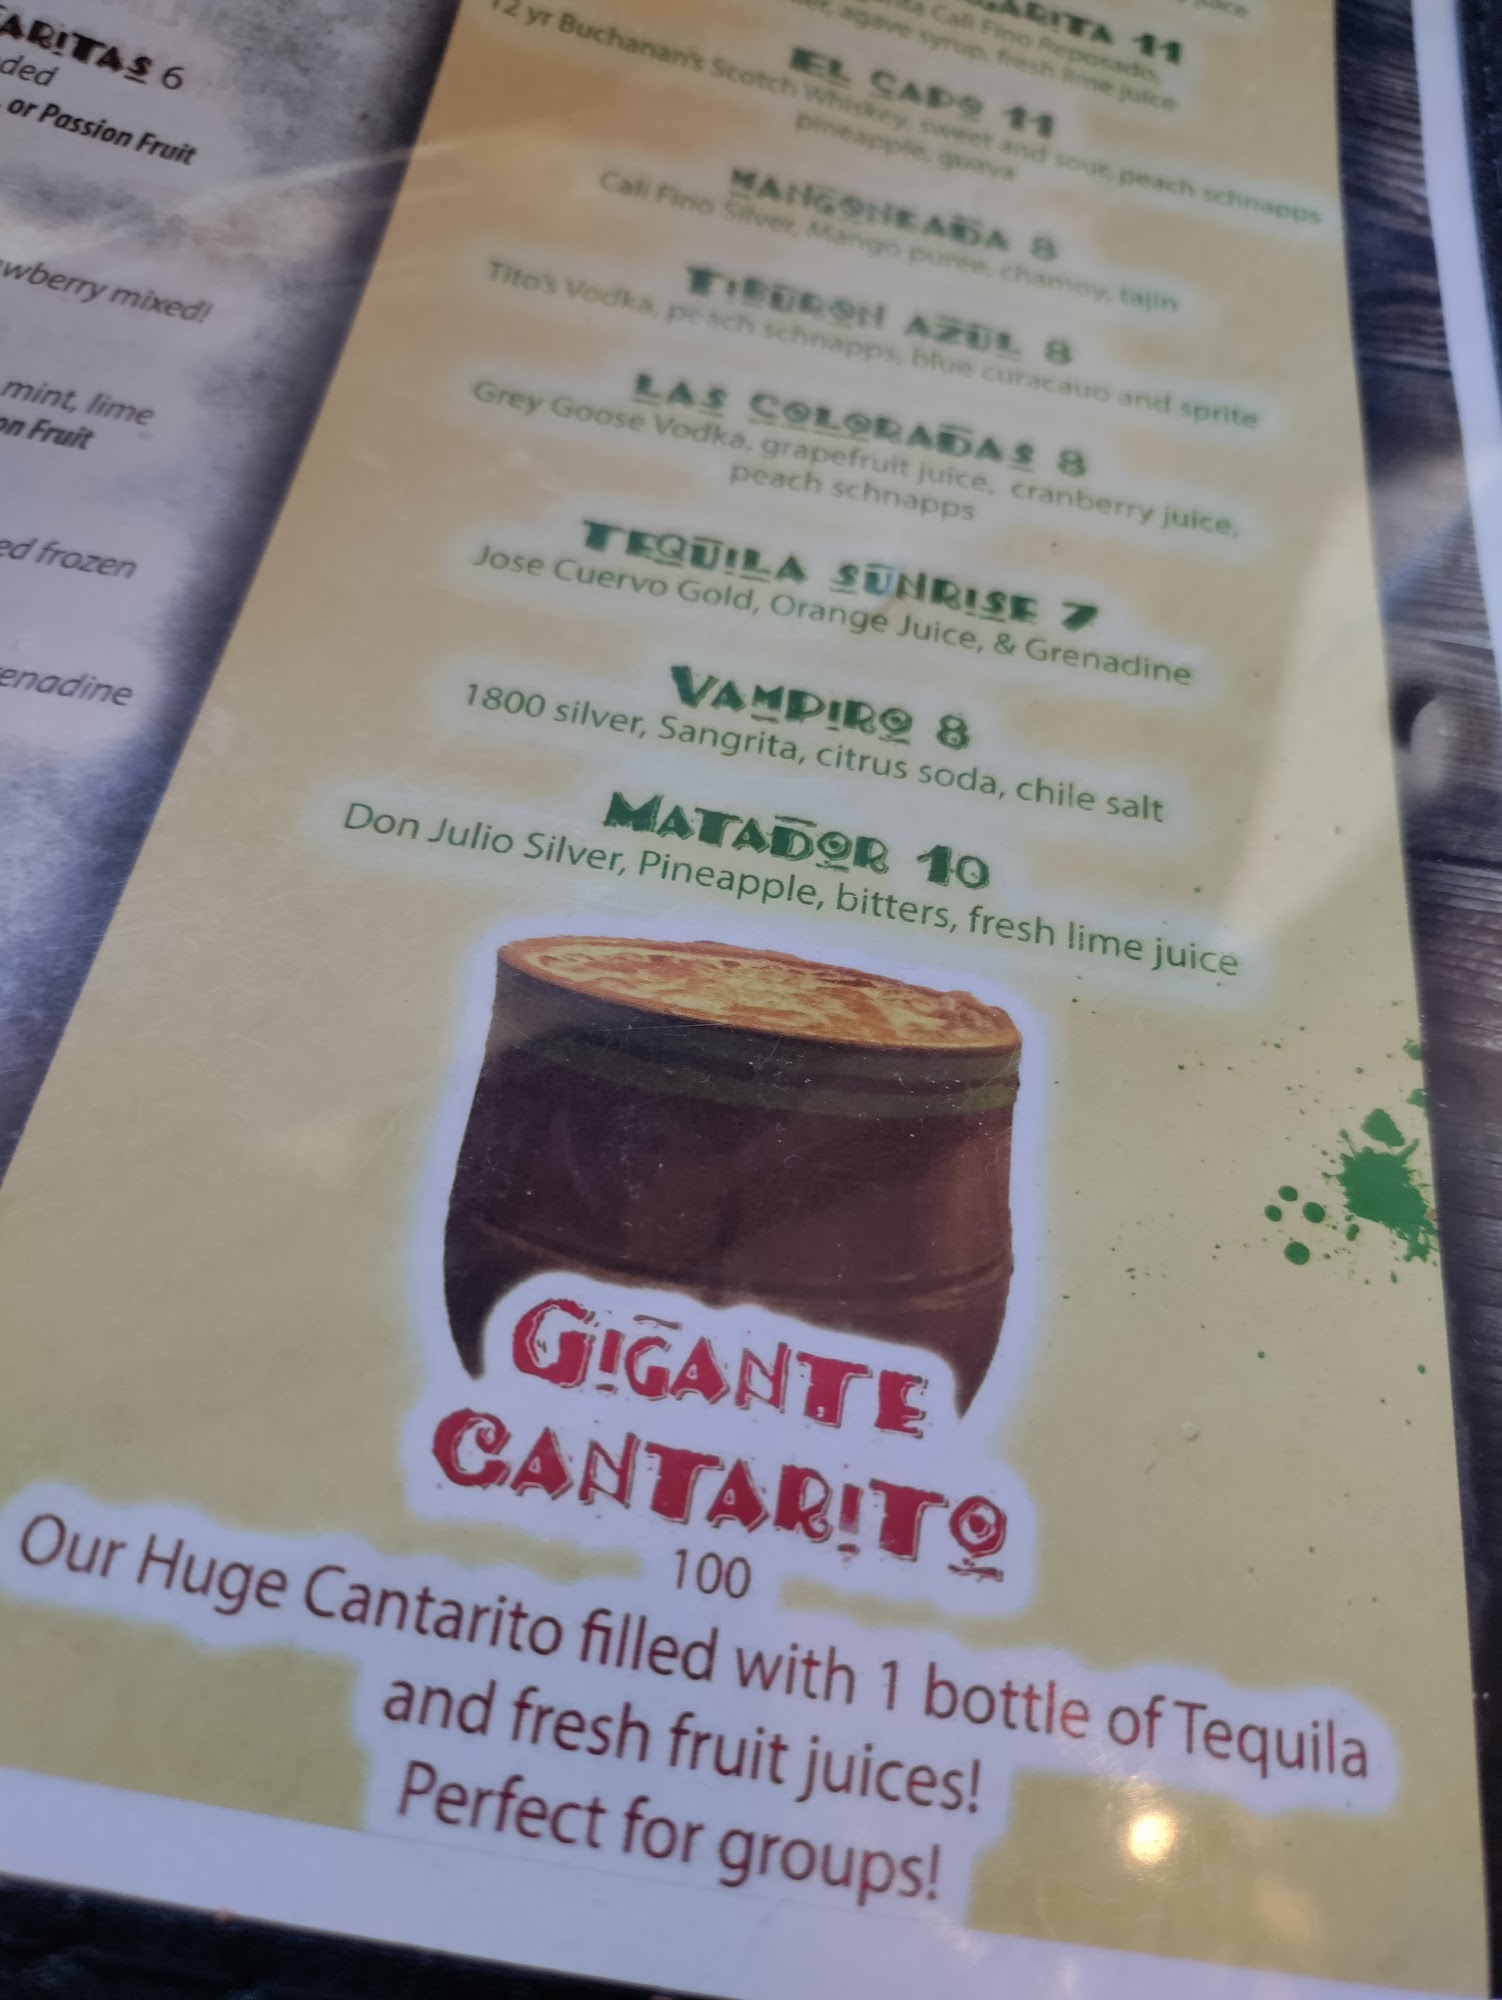 ARITAS 6
ded
or Passion Fruit
wberry mixed!
mint, lime
on Fruit
ed frozen
enadine
juice
GARITA 11
Cali Fino Reposado,
agave syrup, fresh lime juice
EL CAPO 11
12 yr Buchanan's Scotch Whiskey, sweet and sour, peach schnapps
pineapple, guava
MANGONEADA 8
Cali Fino Silver, Mango purée, chamoy, tajin
TIBURON AZUL 8
Tito's Vodka, peach schnapps, blue curacauo and sprite
LAS COLORADAS 8
Grey Goose Vodka, grapefruit juice, cranberry juice,
peach schnapps
TEQUILA SUNRISE 7
Jose Cuervo Gold, Orange Juice, & Grenadine
VAMPIRO 8
1800 silver, Sangrita, citrus soda, chile salt
MATADOR 10
Don Julio Silver, Pineapple, bitters, fresh lime juice
GIGANTE
CANTARITO
100
Our Huge Cantarito filled with 1 bottle of Tequila
and fresh fruit juices!
Perfect for groups!